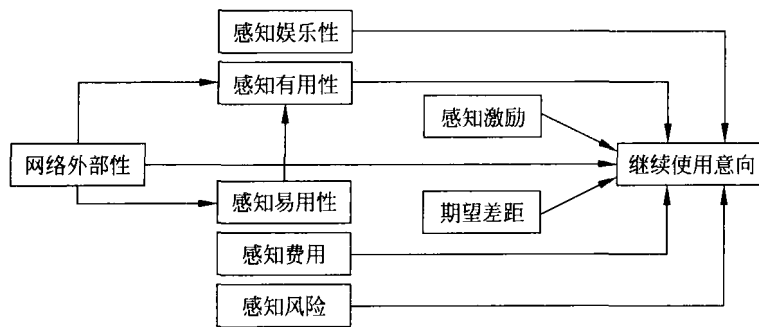 感知娱乐性
感知有用性
感知激励
网络外部性
继续使用意向
感知易用性
期望差距
感知费用
感知风险